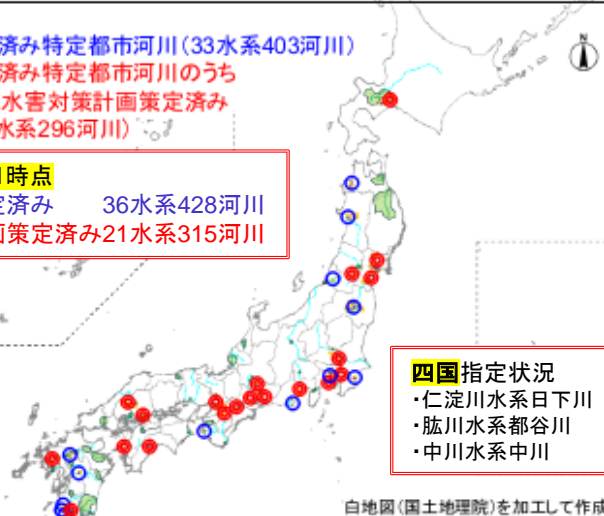 済み特定都市河川（33水系403河川）
済み特定都市河川のうち
水害対策計画策定済み
水系296河川）
N
時点
定済み 36水系428河川
画策定済み21水系315河川
四国指定状況
・仁淀川水系日下川
・肱川水系都谷川
・中川水系中川
白地図（国土地理院）を加工して作成